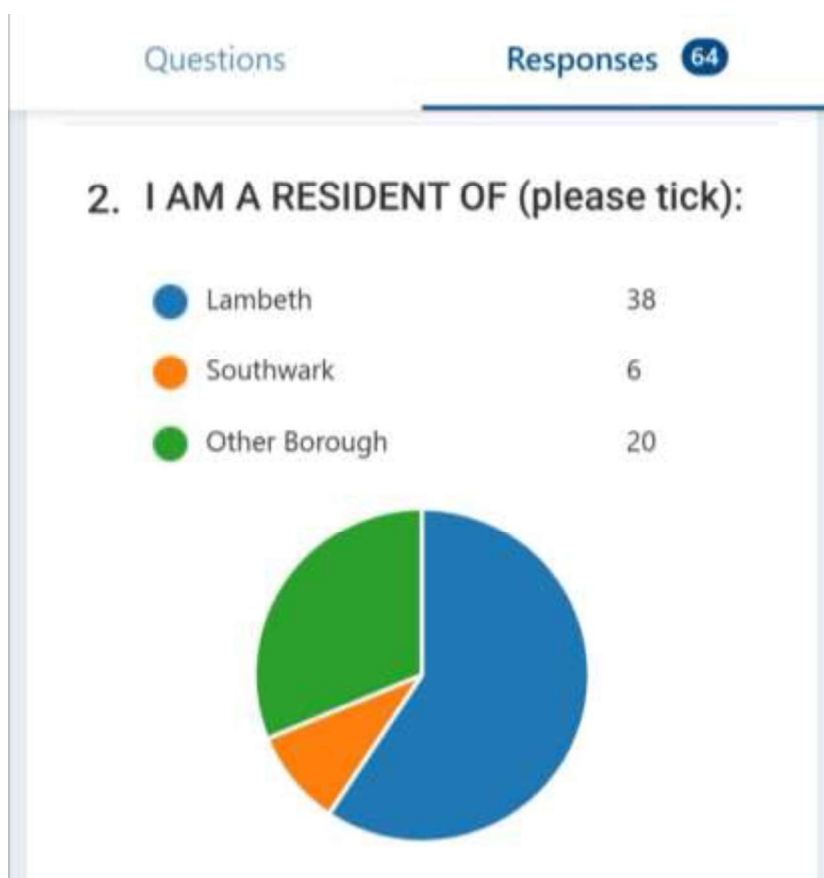 Questions Responses 64
2. I AM A RESIDENT OF (please tick):
Lambeth 38
Southwark 6
Other Borough 20